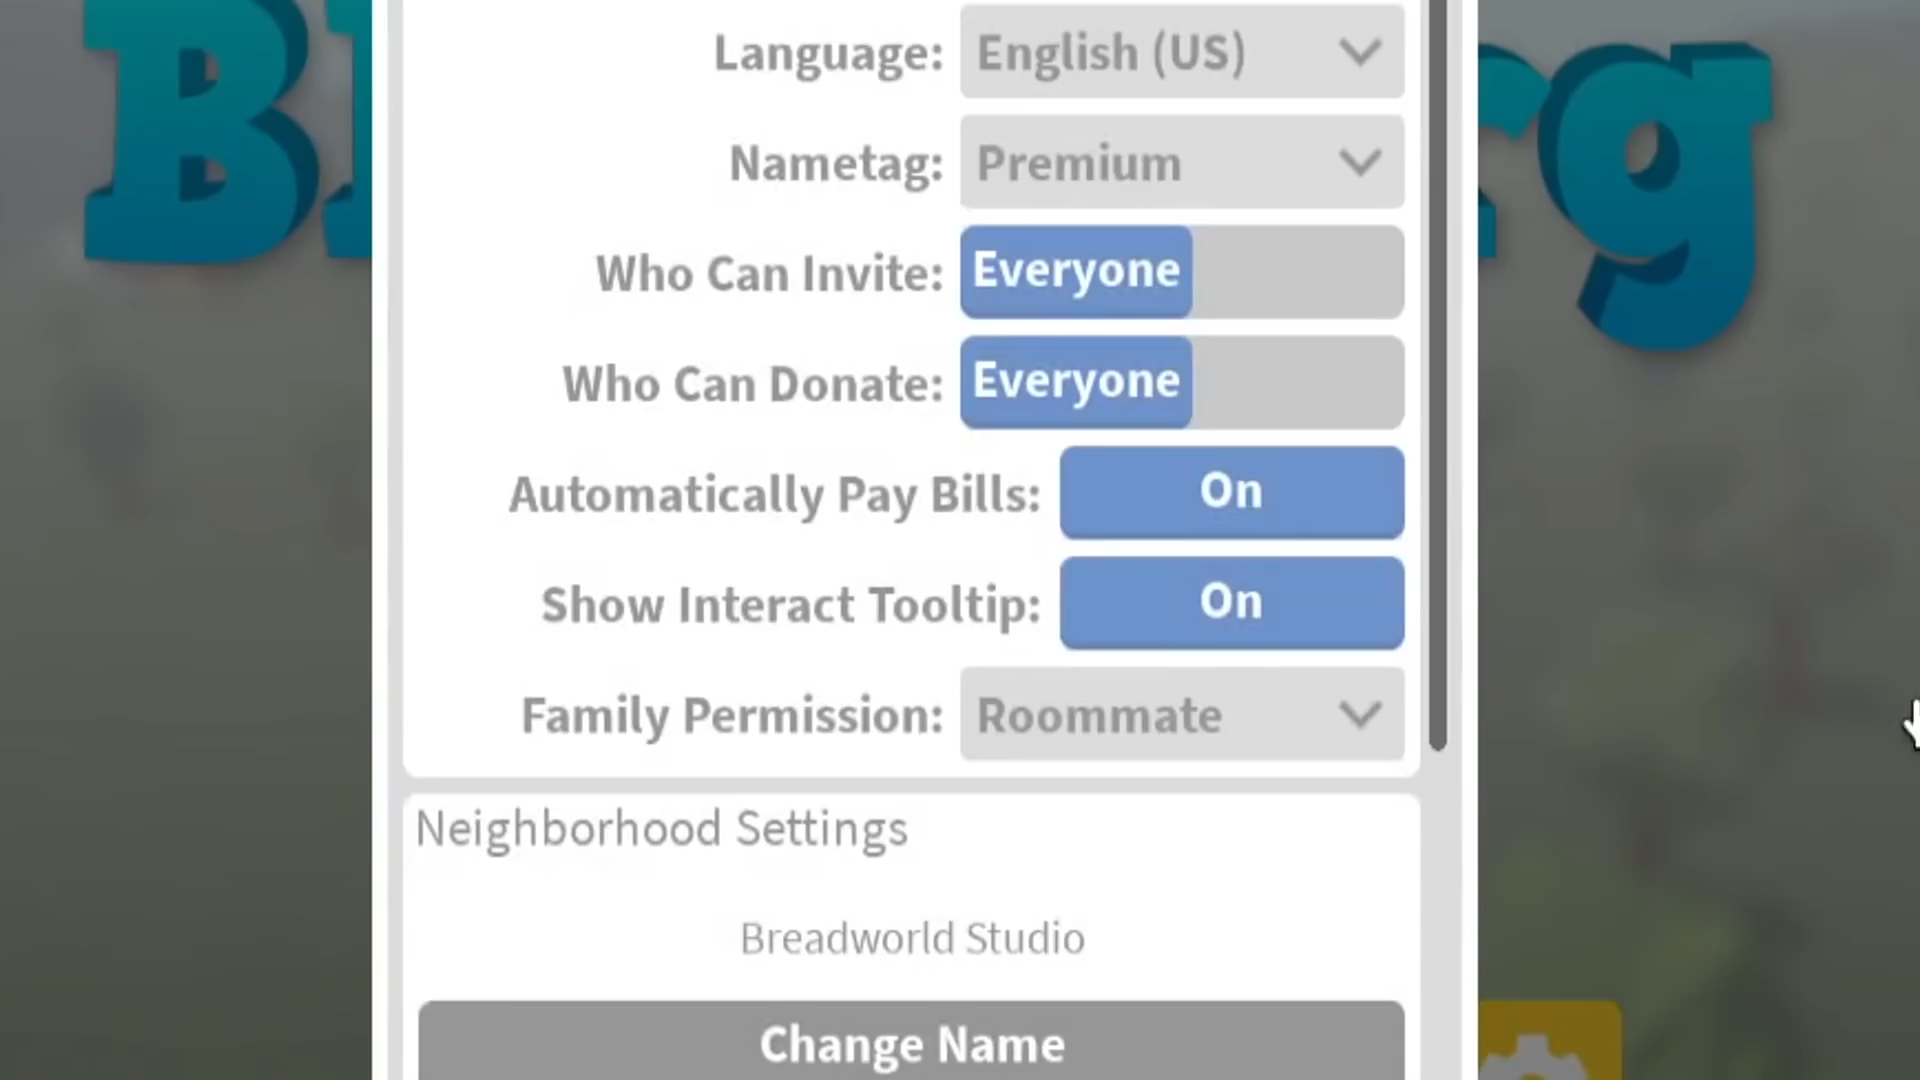 Language: English (US)
Nametag: Premium
Who Can Invite: Everyone
Who Can Donate: Everyone
Automatically Pay Bills: On
Show Interact Tooltip: On
Family Permission: Roommate
Neighborhood Settings
Breadworld Studio
Change Name